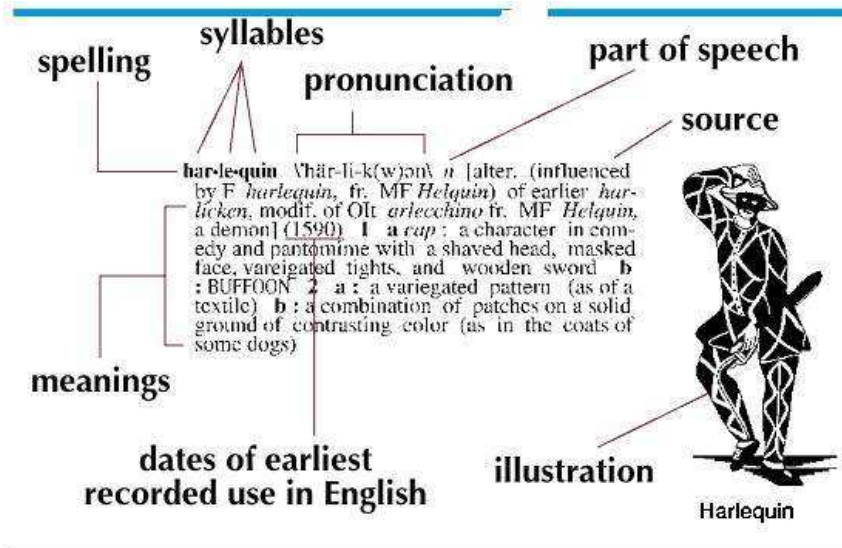 syllables
spelling
part of speech
pronunciation
source
har·le·quin \'här-li-k(w)ən\ n [alter. (influenced
by F harlequin, fr. MF Helquin) of earlier har-
licken, modif. of OIt arlecchino fr. MF Helquin,
a demon] (1590) 1 a cap : a character in com-
edy and pantomime with a shaved head, masked
face, vareigated tights, and wooden sword b
: BUFFOON 2 a : a variegated pattern (as of a
textile) b : a combination of patches on a solid
ground of contrasting color (as in the coats of
some dogs)
meanings
dates of earliest
recorded use in English
illustration
Harlequin